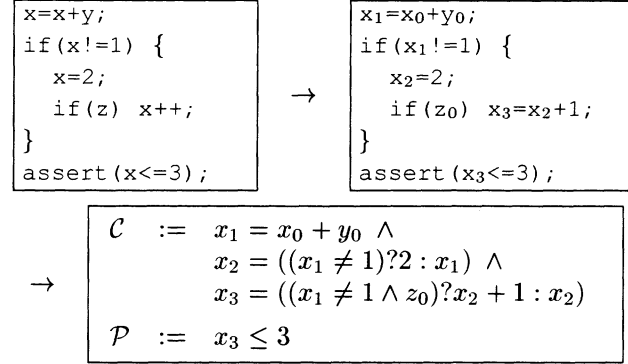 x=x+y;
if(x!=1) {
x=2;
if(z) x++;
}
assert(x<=3);
→
x₁=x₀+y₀;
if(x₁!=1) {
x₂=2;
if(z₀) x₃=x₂+1;
}
assert(x₃<=3);
→
C := x₁ = x₀ + y₀ ∧
x₂ = ((x₁ ≠ 1)?2 : x₁) ∧
x₃ = ((x₁ ≠ 1 ∧ z₀)?x₂ + 1 : x₂)
P := x₃ ≤ 3